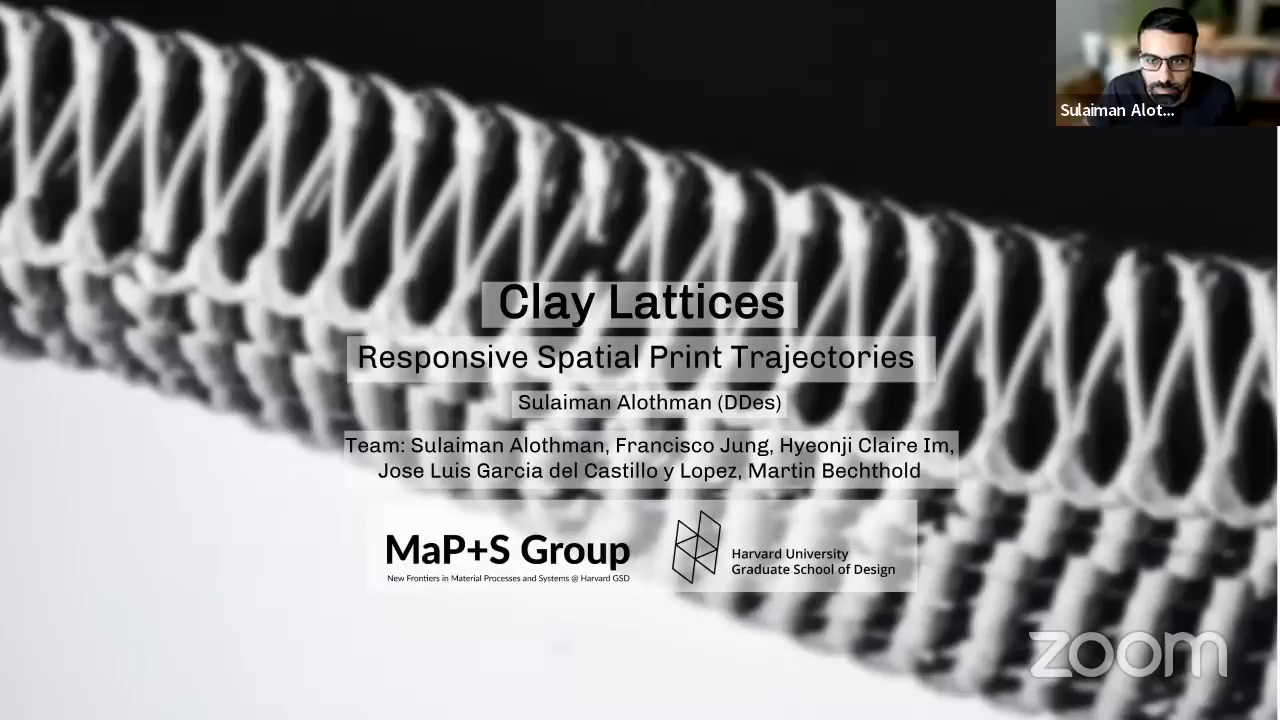 Sulaiman Alot...
Clay Lattices
Responsive Spatial Print Trajectories
Sulaiman Alothman (DDes)
Team: Sulaiman Alothman, Francisco Jung, Hyeonji Claire Im,
Jose Luis Garcia del Castillo y Lopez, Martin Bechthold
MaP+S Group
New Frontiers in Material Processes and Systems @ Harvard GSD
Harvard University
Graduate School of Design
zoom